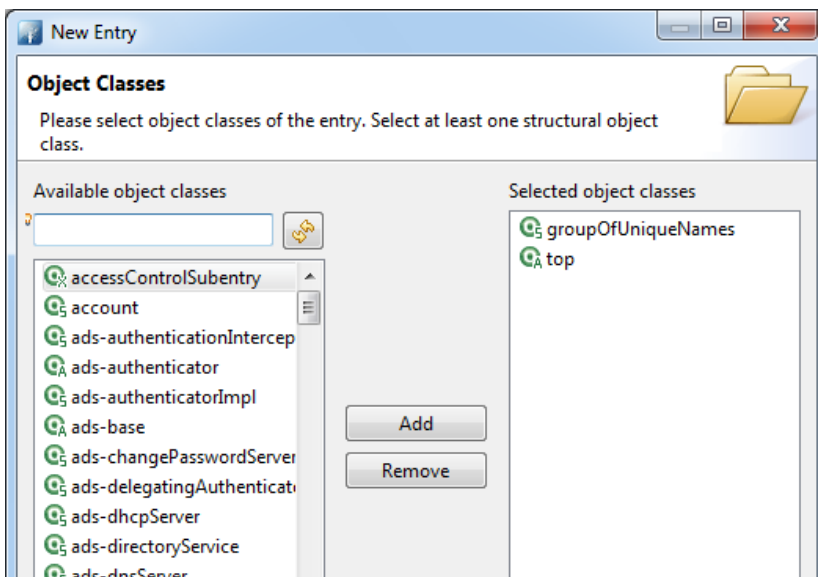 New Entry
Object Classes
Please select object classes of the entry. Select at least one structural object
class.
Available object classes
accessControlSubentry
account
ads-authenticationIntercep
ads-authenticator
ads-authenticatorImpl
ads-base
ads-changePasswordServer
ads-delegatingAuthenticat
ads-dhcpServer
ads-directoryService
ads-dnsServer
Add
Remove
Selected object classes
groupOfUniqueNames
top